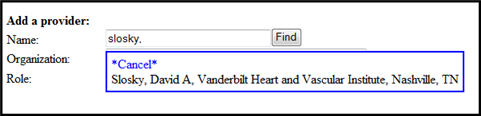 Add a provider:
Name: slosky, Find
Organization:
*Cancel*
Role: Slosky, David A, Vanderbilt Heart and Vascular Institute, Nashville, TN